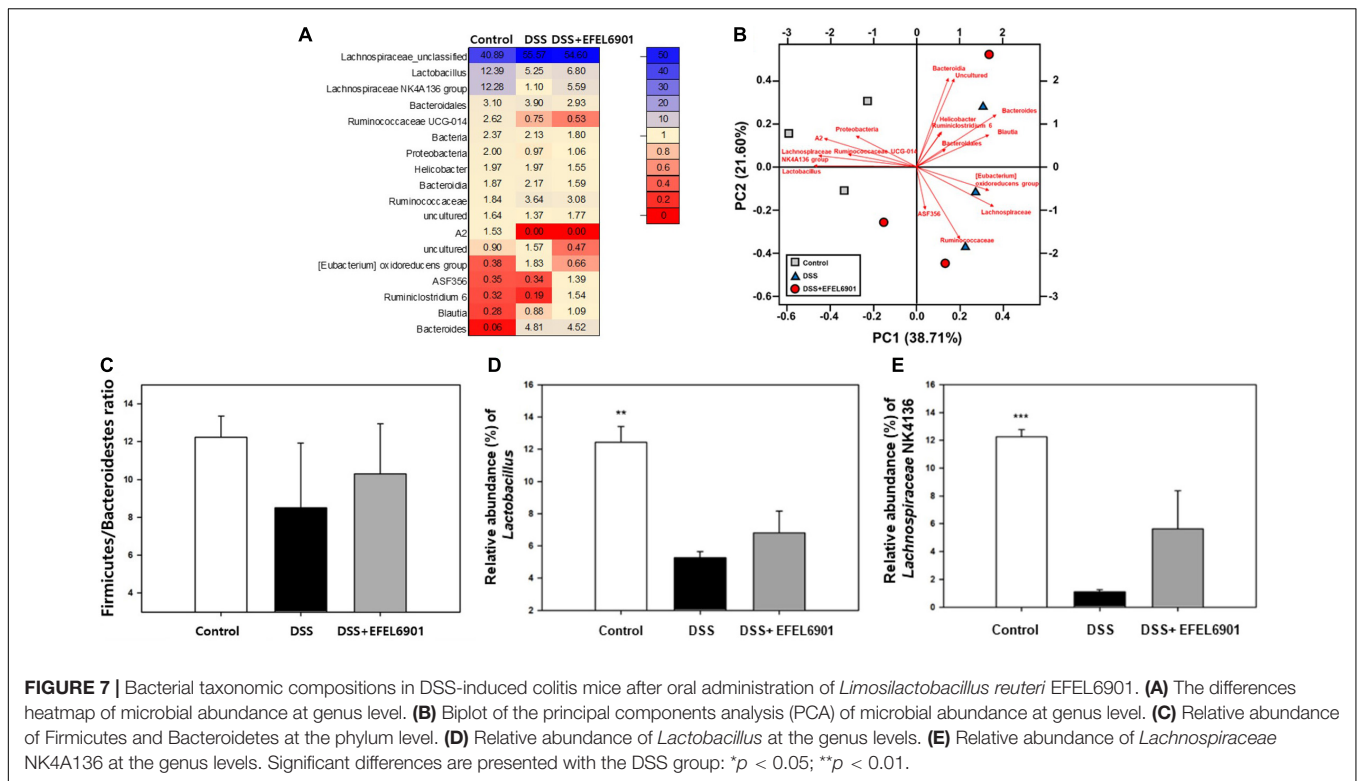 A
Control DSS DSS+EFEL6901
Lachnospiraceae_unclassified 40.89
Lactobacillus 12.39 5.25 6.80
Lachnospiraceae NK4A136 group 12.28 1.10 5.59
Bacteroidales 3.10 3.90 2.93
Ruminococcaceae UCG-014 2.62 0.75 0.53
Bacteria 2.37 2.13 1.80
Proteobacteria 2.00 0.97 1.06
Helicobacter 1.97 1.97 1.55
Bacteroidia 1.87 2.17 1.59
Ruminococcaceae 1.84 3.64 3.08
uncultured 1.64 1.37 1.77
A2 1.53 0.00 0.00
uncultured 0.90 1.57 0.47
[Eubacterium] oxidoreducens group 0.38 1.83 0.66
ASF356 0.35 0.34 1.39
Ruminiclostridium 6 0.32 0.19 1.54
Blautia 0.28 0.88 1.09
Bacteroides 0.06 4.81 4.52
50
40
30
20
10
1
0.8
0.6
0.4
0.2
0
B
-3 -2 -1 0 1 2
PC2 (21.60%)
0.4
0.2
0.0
-0.2
-0.4
-0.6
2
1
0
-1
-2
-3
Bacteroidia
Uncultured
Bacteroides
Helicobacter
Ruminiclostridium 6
Blautia
Bacteroidales
Proteobacteria
A2
Lachnospiraceae
NK4A136 group
Ruminococcaceae UCG-014
Lactobacillus
[Eubacterium]
oxidoreducens group
Lachnospiraceae
ASF356
Ruminococcaceae
Control
DSS
DSS+EFEL6901
-0.6 -0.4 -0.2 0.0 0.2 0.4 0.6
PC1 (38.71%)
C
Firmicutes/Bacteroidestes ratio
14
12
10
8
6
4
Control DSS DSS+EFEL6901
D
Relative abundance (%) of
Lactobacillus
16
14
12
10
8
6
4
2
**
Control DSS DSS+ EFEL6901
E
Relative abundance (%) of
Lachnospiraceae NK4136
16
14
12
10
8
6
4
2
0
***
Control DSS DSS+ EFEL6901
FIGURE 7 | Bacterial taxonomic compositions in DSS-induced colitis mice after oral administration of Limosilactobacillus reuteri EFEL6901. (A) The differences
heatmap of microbial abundance at genus level. (B) Biplot of the principal components analysis (PCA) of microbial abundance at genus level. (C) Relative abundance
of Firmicutes and Bacteroidetes at the phylum level. (D) Relative abundance of Lactobacillus at the genus levels. (E) Relative abundance of Lachnospiraceae
NK4A136 at the genus levels. Significant differences are presented with the DSS group: *p < 0.05; **p < 0.01.